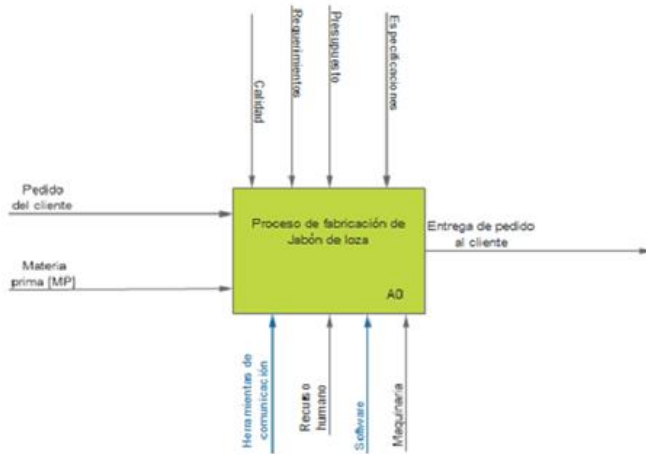 Calidad
Requerimientos
Presupuesto
Especificaciones
Pedido
del cliente
Proceso de fabricación de
Jabón de loza
Entrega de pedido
al cliente
Materia
prima [MP]
A0
Herramientas de
comunicación
Recurso
humano
Software
Maquinaria